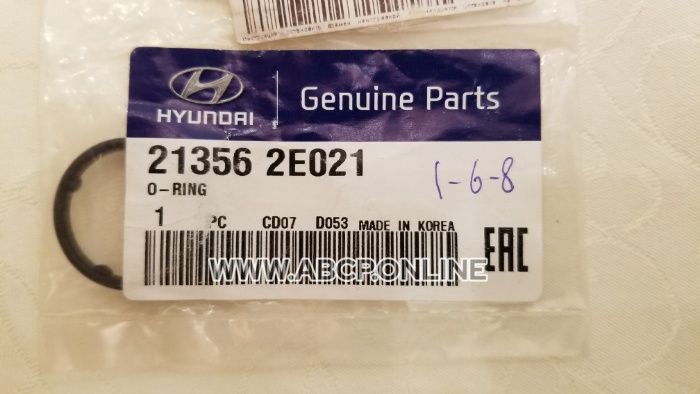 HYUNDAI
Genuine Parts
21356 2E021
O-RING
1-6-8
1 PC CD07 D053 MADE IN KOREA
EAC
WWW.ABCPONLINE